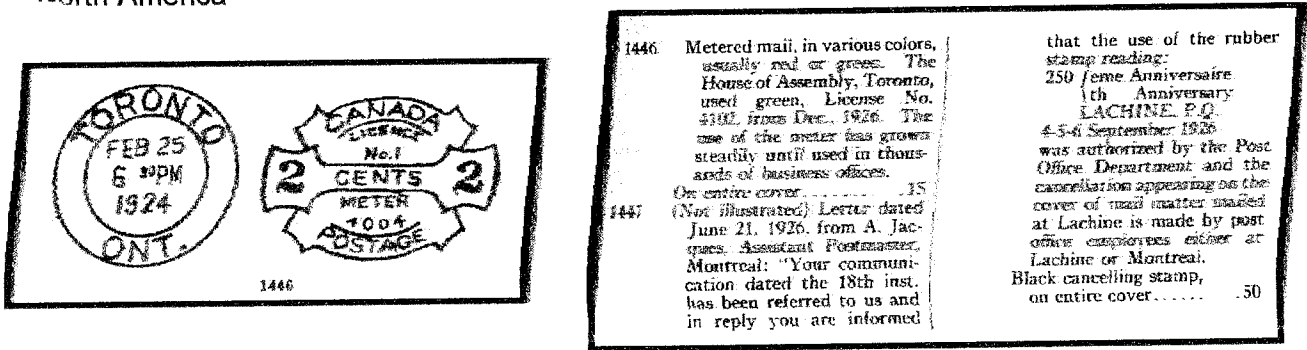 North America
TORONTO
FEB 25
6 30 PM
1924
ONT.
CANADA
LICENCE
No.1
2 CENTS 2
METER
1004
POSTAGE
1446
1446 Metered mail, in various colors,
usually red or green. The
House of Assembly, Toronto,
used green, License No.
4102, from Dec., 1926. The
use of the meter has grown
steadily until used in thous-
ands of business offices.
On entire cover.......... .15
1447 (Not illustrated) Letter dated
June 21, 1926, from A. Jac-
ques, Assistant Postmaster,
Montreal: "Your communi-
cation dated the 18th inst.
has been referred to us and
in reply you are informed
that the use of the rubber
stamp reading:
250 {eme Anniversaire
{th Anniversary
LACHINE, P.Q.
4-5-6 September 1926
was authorized by the Post
Office Department and the
cancellation appearing on the
cover of mail matter mailed
at Lachine is made by post
office employees either at
Lachine or Montreal.
Black cancelling stamp,
on entire cover...... .50